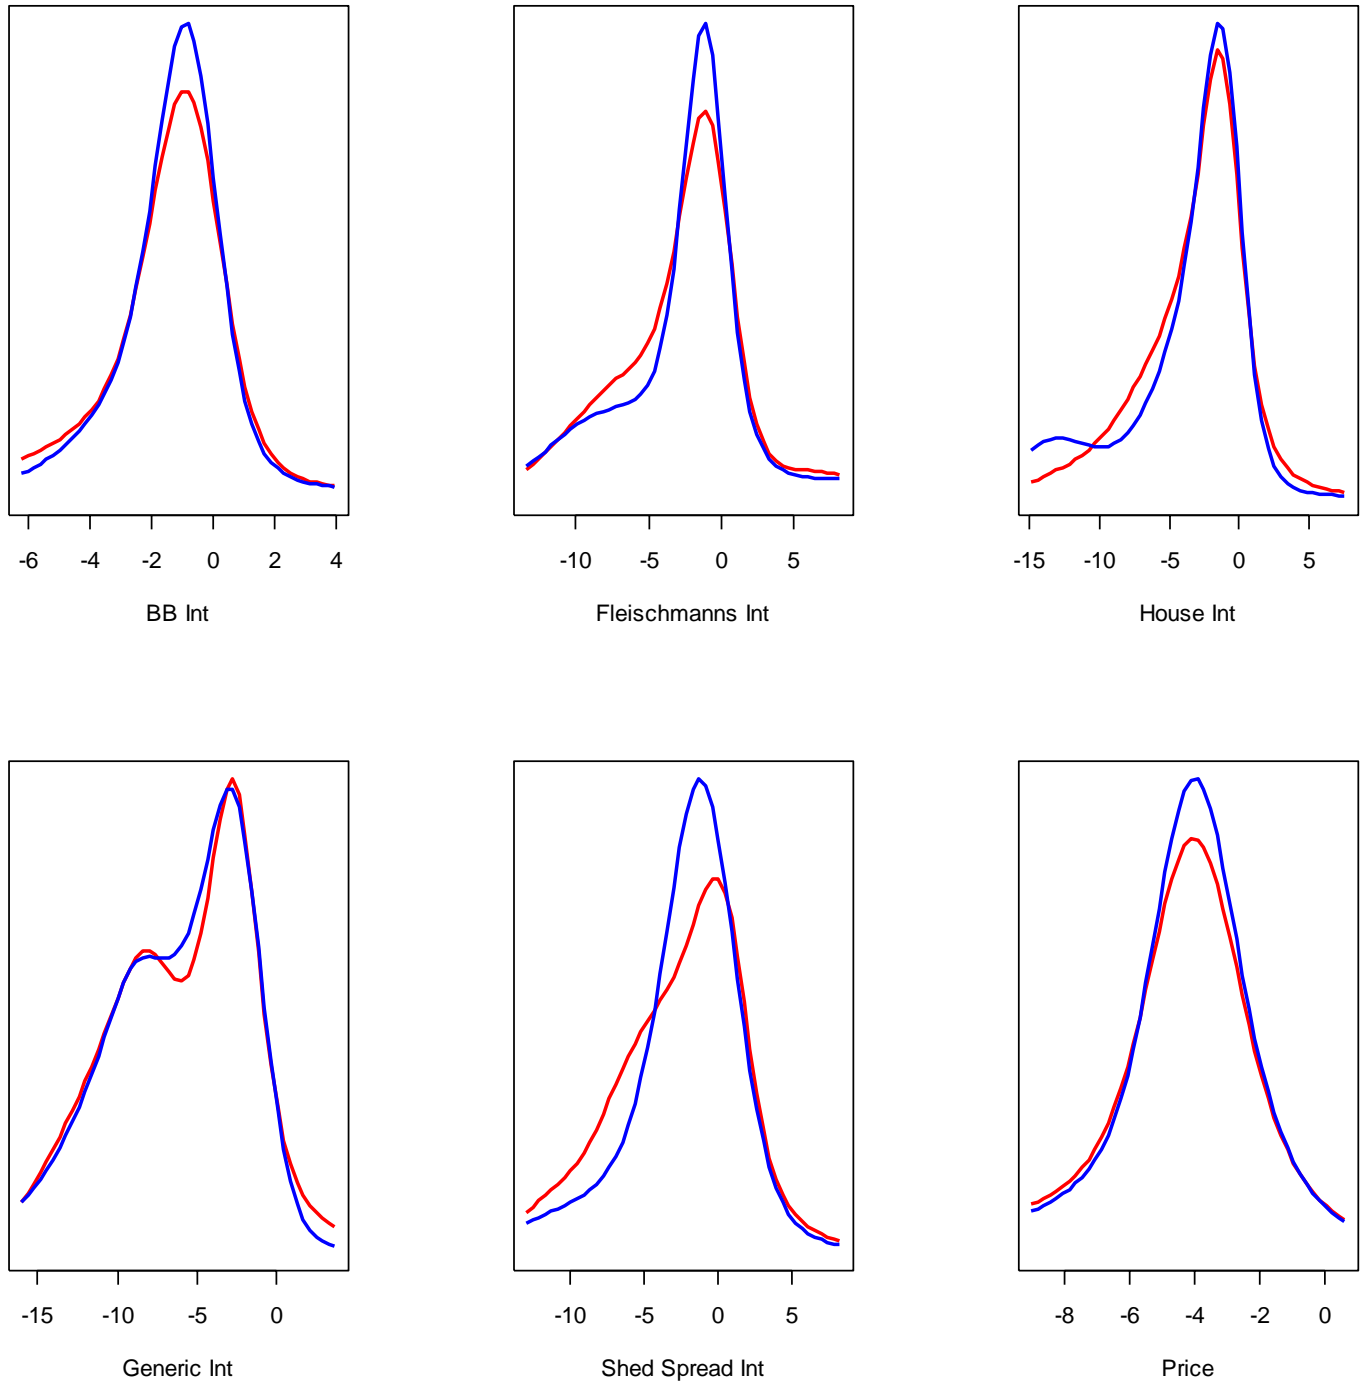 -6 -4 -2 0 2 4
BB Int
-10 -5 0 5
Fleischmanns Int
-15 -10 -5 0 5
House Int
-15 -10 -5 0
Generic Int
-10 -5 0 5
Shed Spread Int
-8 -6 -4 -2 0
Price